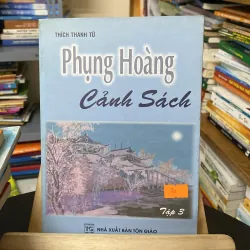 THÍCH THANH TỪ
Phụng Hoàng
Cảnh Sách
Tập 3
NHÀ XUẤT BẢN TÔN GIÁO